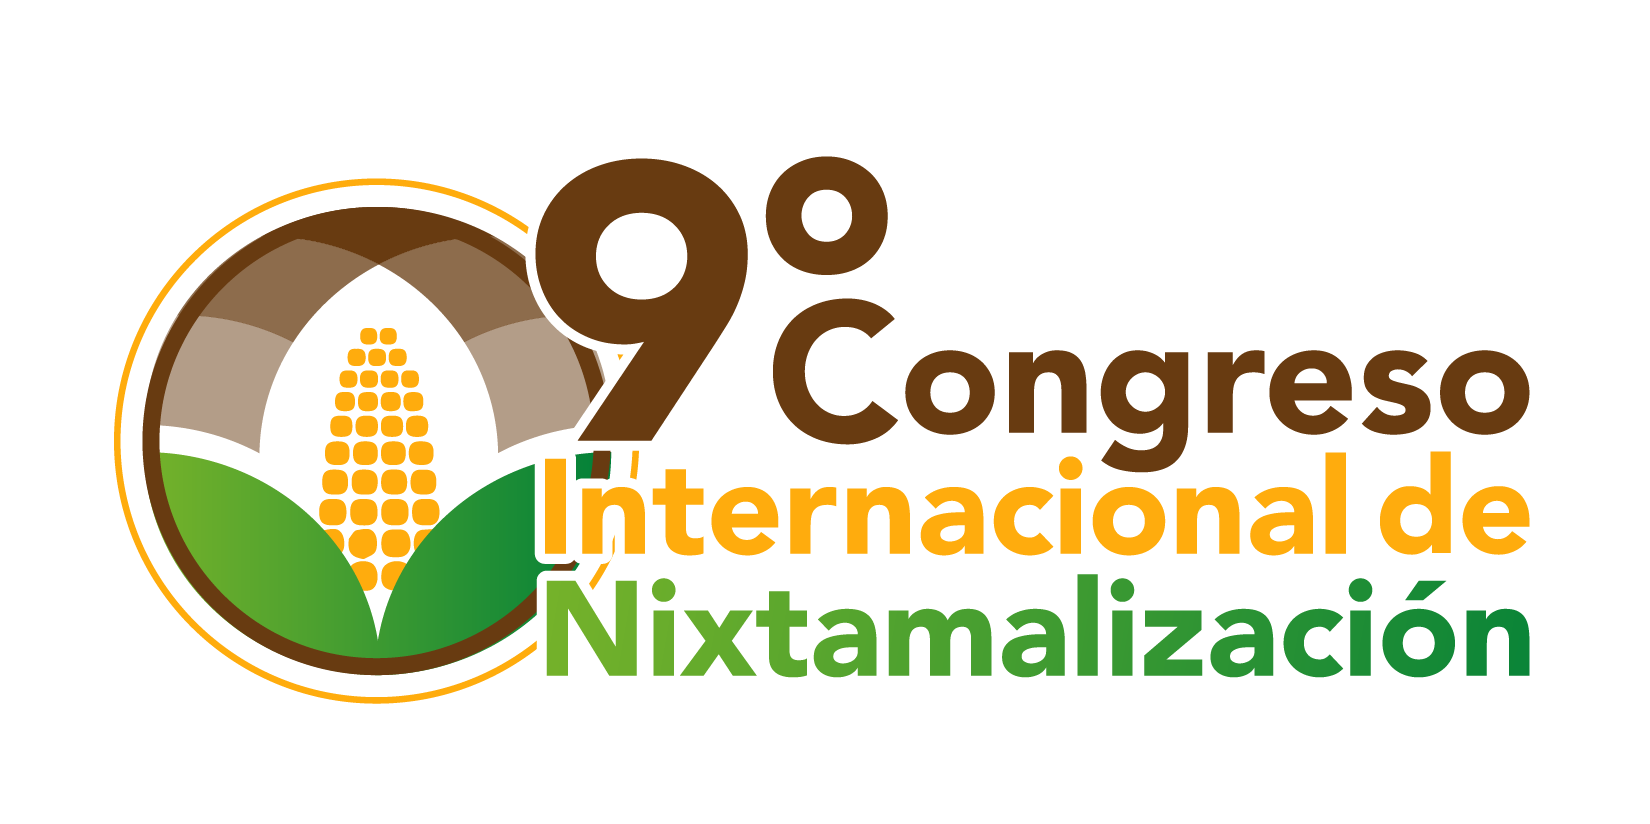 9°
Congreso
Internacional de
Nixtamalización